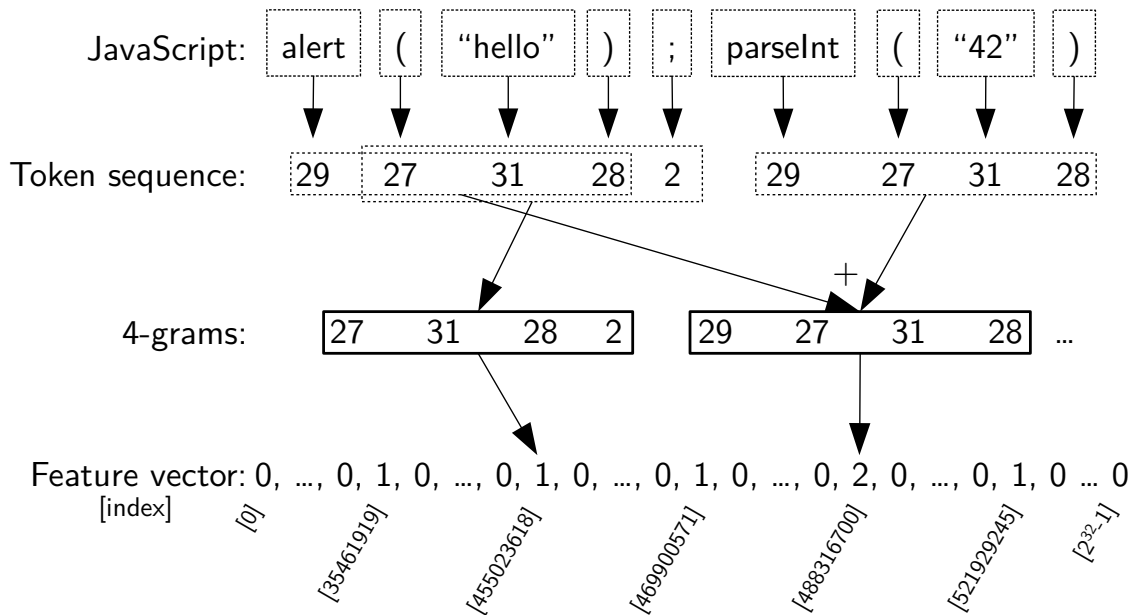 JavaScript: alert ( “hello” ) ; parseInt ( “42” )
Token sequence: 29 27 31 28 2 29 27 31 28
+
4-grams: 27 31 28 2 29 27 31 28 ...
Feature vector: 0, ..., 0, 1, 0, ..., 0, 1, 0, ..., 0, 1, 0, ..., 0, 2, 0, ..., 0, 1, 0 ... 0
[index] [0] [35461919] [455023618] [469900571] [488316700] [521929245] [2³²-1]